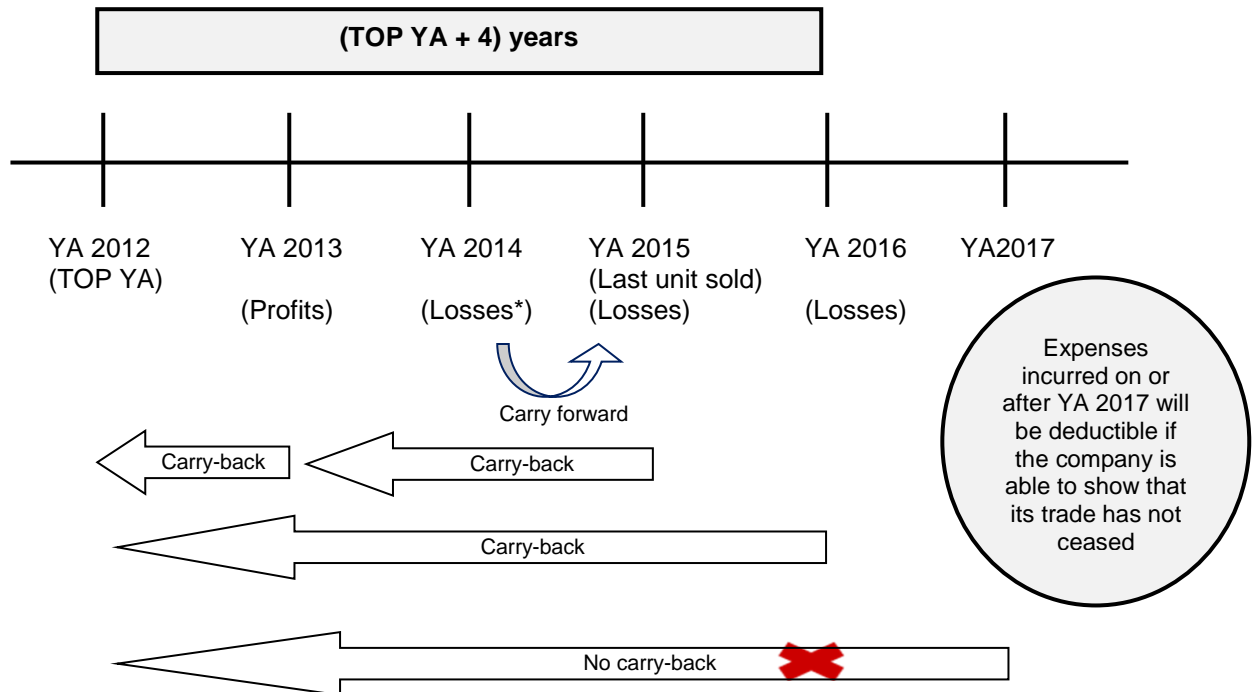 (TOP YA + 4) years
YA 2012 YA 2013 YA 2014 YA 2015 YA 2016 YA2017
(TOP YA) (Last unit sold)
(Profits) (Losses*) (Losses) (Losses)
Carry forward
Expenses
incurred on or
after YA 2017 will
be deductible if
the company is
able to show that
its trade has not
ceased
Carry-back Carry-back
Carry-back
No carry-back